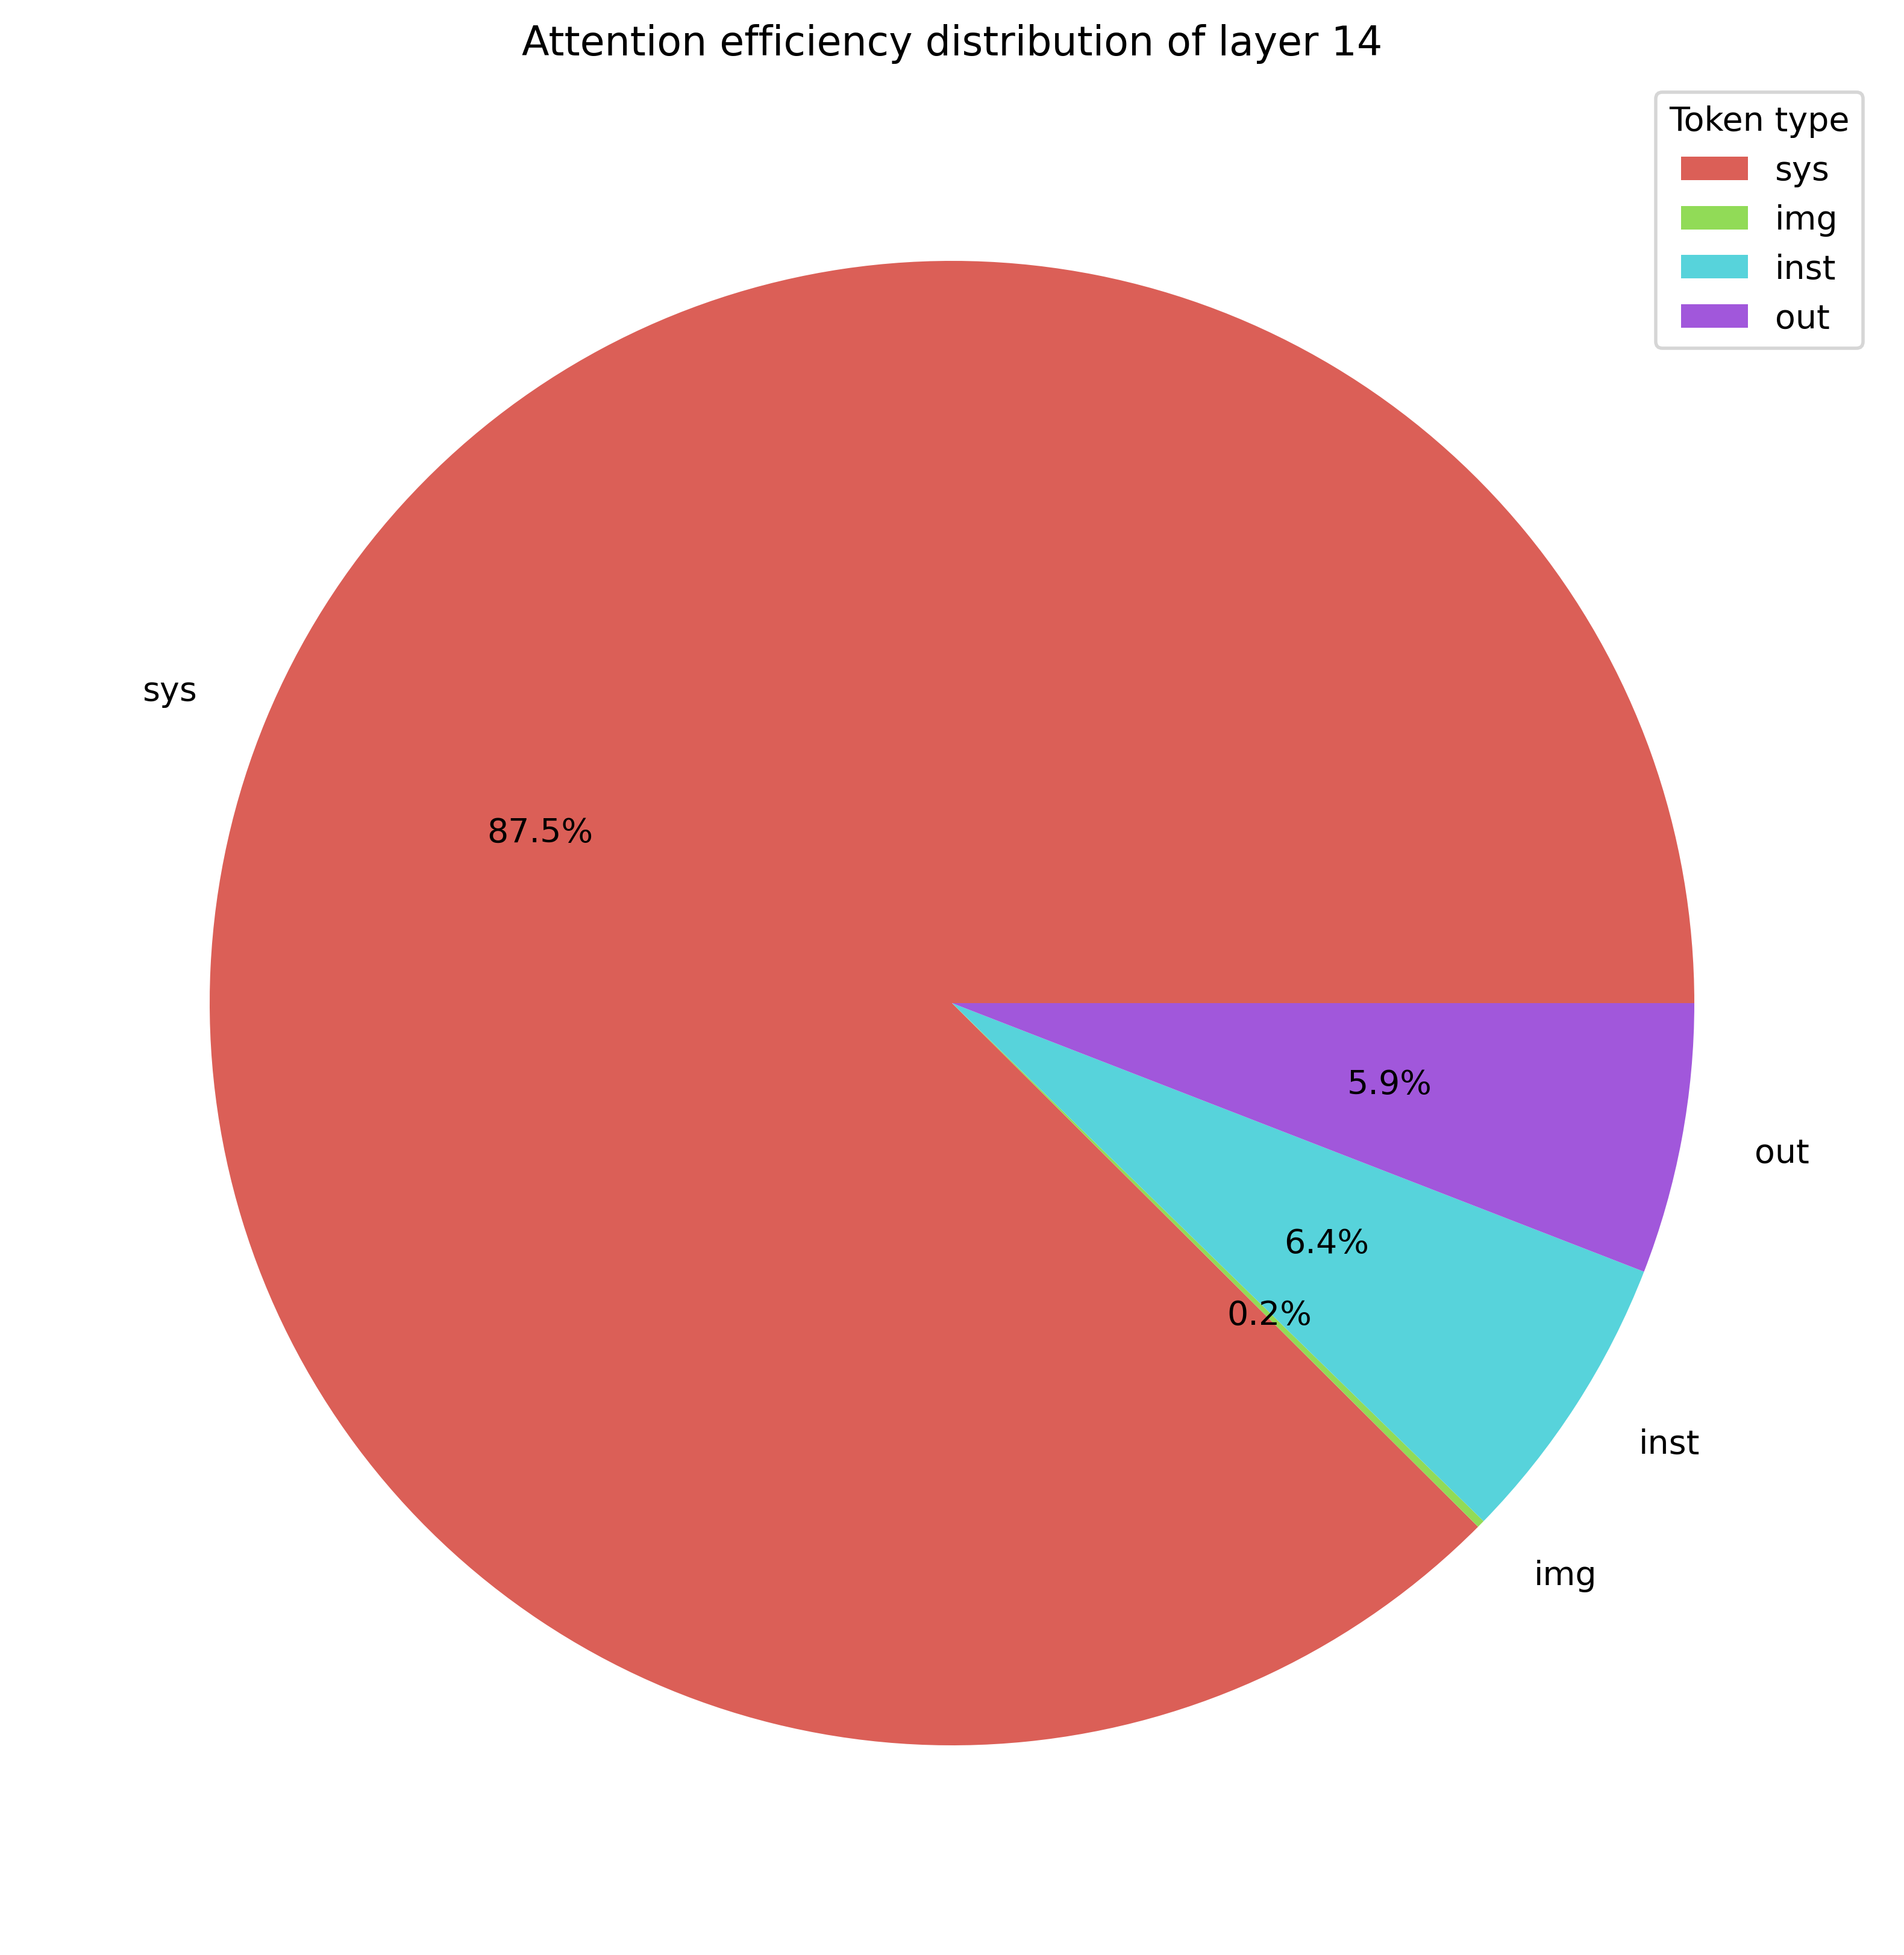 Attention efficiency distribution of layer 14
Token type
sys
img
inst
out
sys
87.5%
5.9%
out
6.4%
0.2%
inst
img